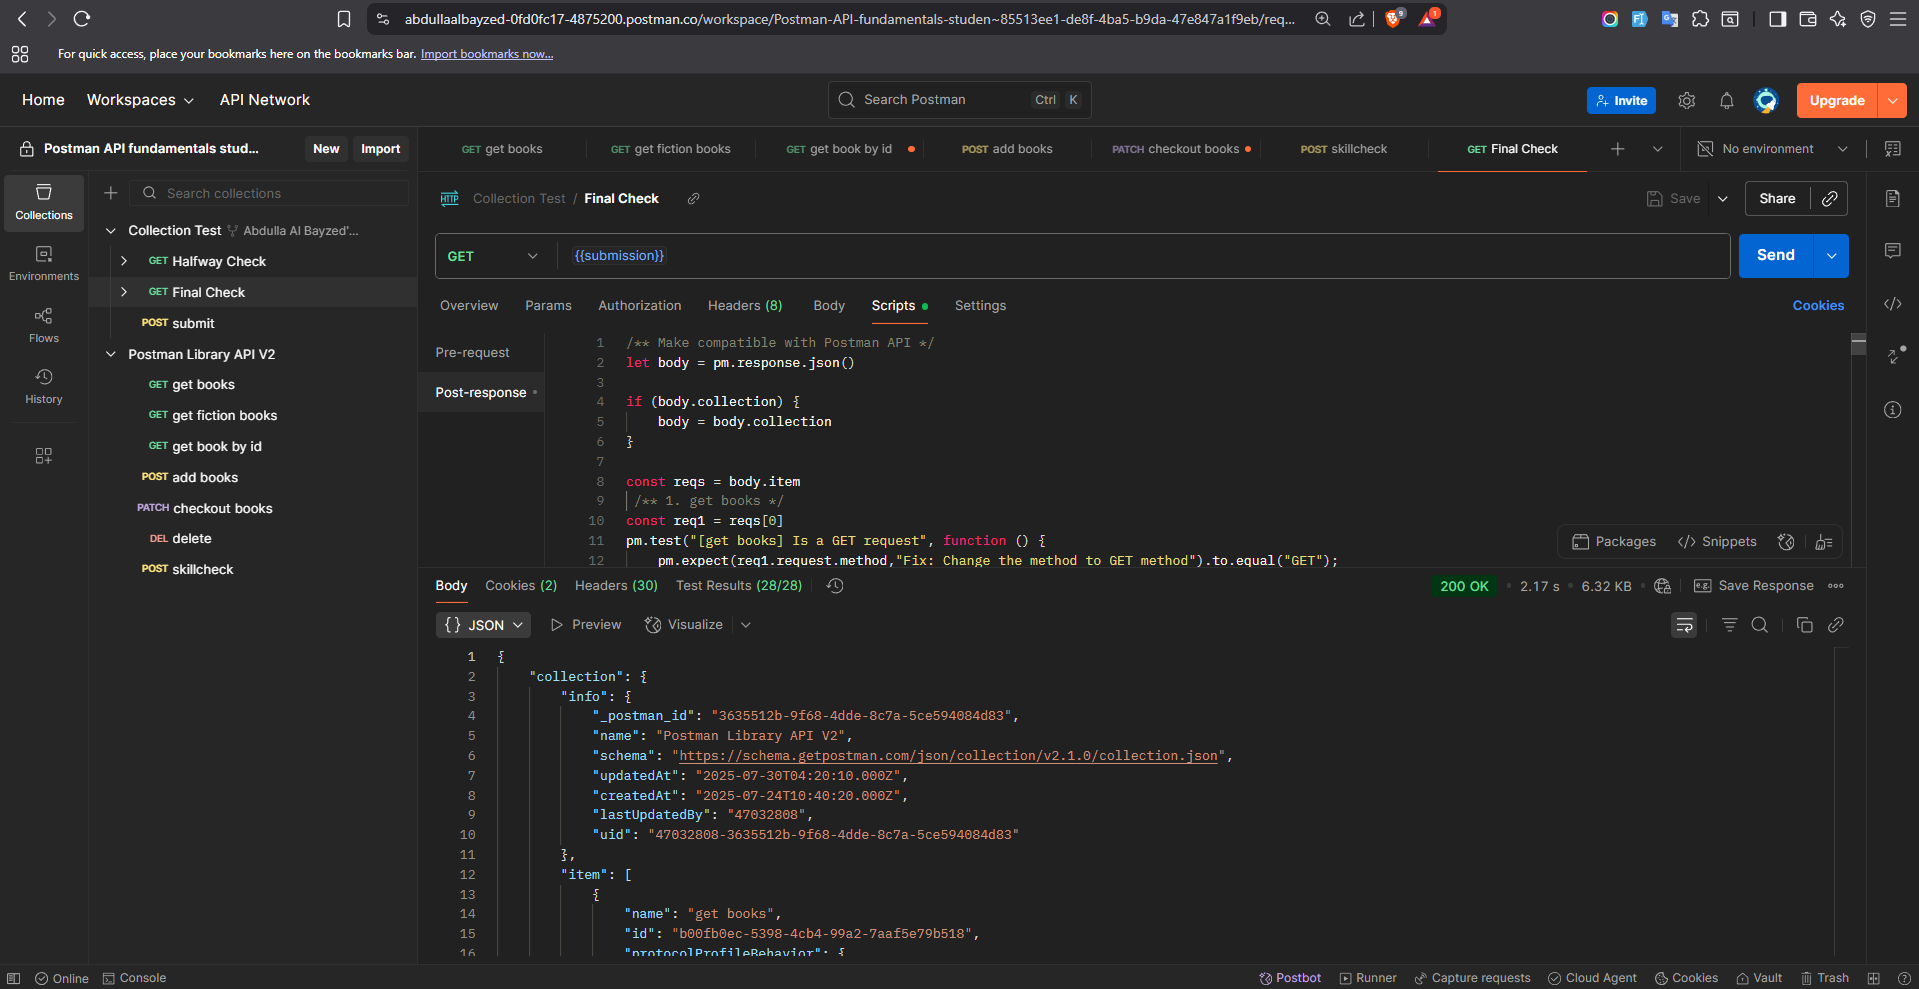 abdullaalbayzed-0fd0fc17-4875200.postman.co/workspace/Postman-API-fundamentals-studen~85513ee1-de8f-4ba5-b9da-47e847a1f9eb/req...
9
1
For quick access, place your bookmarks here on the bookmarks bar. Import bookmarks now...
Home Workspaces API Network
Search Postman Ctrl K
Invite
Upgrade
Postman API fundamentals stud...
New Import
GET get books
GET get fiction books
GET get book by id
POST add books
PATCH checkout books
POST skillcheck
GET Final Check
No environment
Collections
Environments
Flows
History
Search collections
Collection Test Abdulla Al Bayzed'...
GET Halfway Check
GET Final Check
POST submit
Postman Library API V2
GET get books
GET get fiction books
GET get book by id
POST add books
PATCH checkout books
DEL delete
POST skillcheck
HTTP Collection Test / Final Check
Save Share
GET {{submission}}
Send
Overview Params Authorization Headers (8) Body Scripts Settings
Cookies
Pre-request
Post-response
1 /** Make compatible with Postman API */
2 let body = pm.response.json()
3
4 if (body.collection) {
5 body = body.collection
6 }
7
8 const reqs = body.item
9 /** 1. get books */
10 const req1 = reqs[0]
11 pm.test("[get books] Is a GET request", function () {
12 pm.expect(req1.request.method,"Fix: Change the method to GET method").to.equal("GET");
Packages Snippets
Body Cookies (2) Headers (30) Test Results (28/28)
200 OK 2.17 s 6.32 KB
e.g. Save Response
{} JSON Preview Visualize
1 {
2 "collection": {
3 "info": {
4 "_postman_id": "3635512b-9f68-4dde-8c7a-5ce594084d83",
5 "name": "Postman Library API V2",
6 "schema": "https://schema.getpostman.com/json/collection/v2.1.0/collection.json",
7 "updatedAt": "2025-07-30T04:20:10.000Z",
8 "createdAt": "2025-07-24T10:40:20.000Z",
9 "lastUpdatedBy": "47032808",
10 "uid": "47032808-3635512b-9f68-4dde-8c7a-5ce594084d83"
11 },
12 "item": [
13 {
14 "name": "get books",
15 "id": "b00fb0ec-5398-4cb4-99a2-7aaf5e79b518",
16 "protocolProfileBehavior": {
Online Console
Postbot Runner Capture requests Cloud Agent Cookies Vault Trash